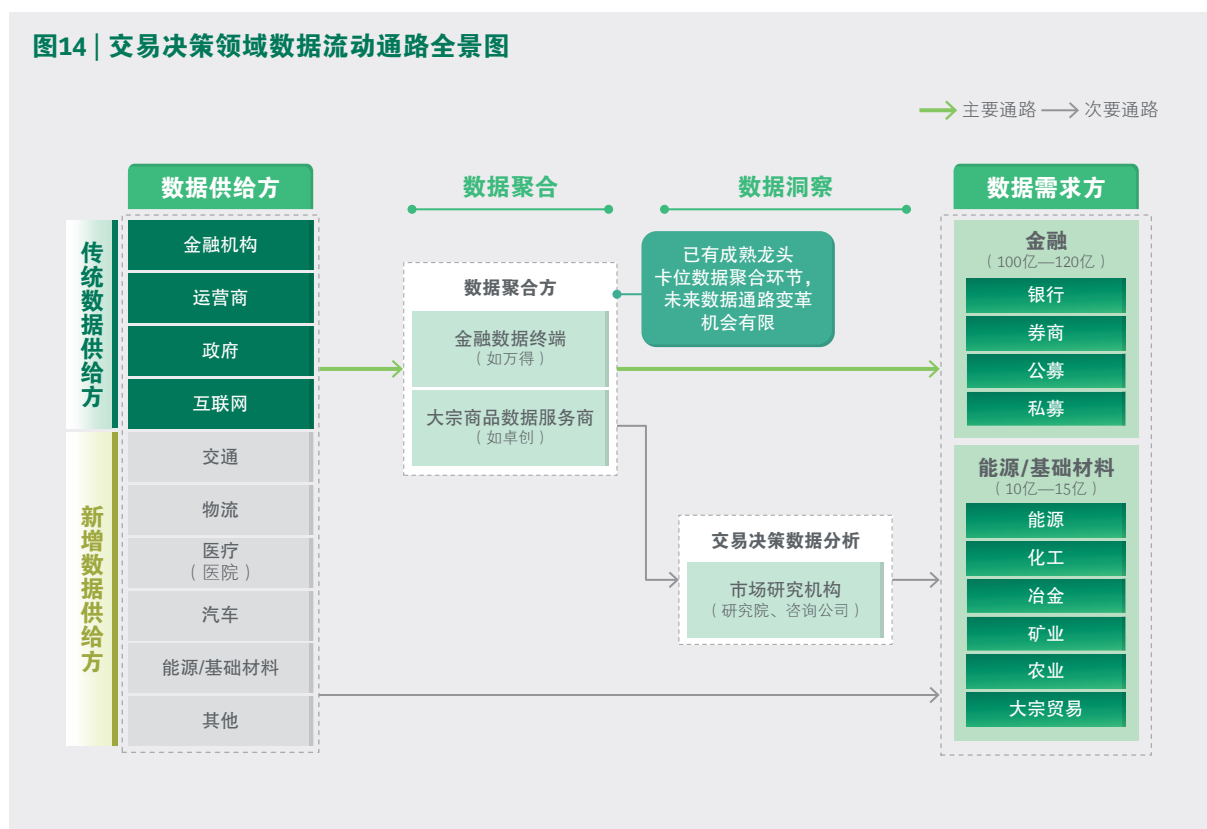 图14 | 交易决策领域数据流动通路全景图
主要通路
次要通路
数据供给方
数据聚合
数据洞察
数据需求方
传统数据供给方
金融机构
运营商
政府
互联网
新增数据供给方
交通
物流
医疗
（医院）
汽车
能源/基础材料
其他
数据聚合方
金融数据终端
（如万得）
大宗商品数据服务商
（如卓创）
已有成熟龙头
卡位数据聚合环节，
未来数据通路变革
机会有限
交易决策数据分析
市场研究机构
（研究院、咨询公司）
金融
（100亿—120亿）
银行
券商
公募
私募
能源/基础材料
（10亿—15亿）
能源
化工
冶金
矿业
农业
大宗贸易